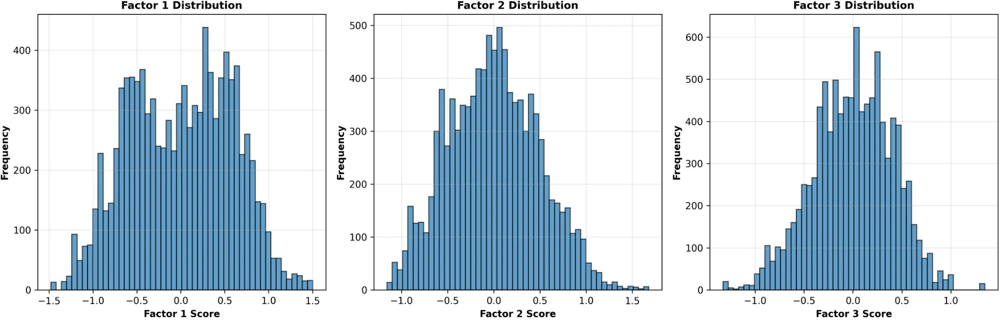 Factor 1 Distribution
Frequency
400
300
200
100
0
−1.5 −1.0 −0.5 0.0 0.5 1.0 1.5
Factor 1 Score
Factor 2 Distribution
Frequency
500
400
300
200
100
0
−1.0 −0.5 0.0 0.5 1.0 1.5
Factor 2 Score
Factor 3 Distribution
Frequency
600
500
400
300
200
100
0
−1.0 −0.5 0.0 0.5 1.0
Factor 3 Score